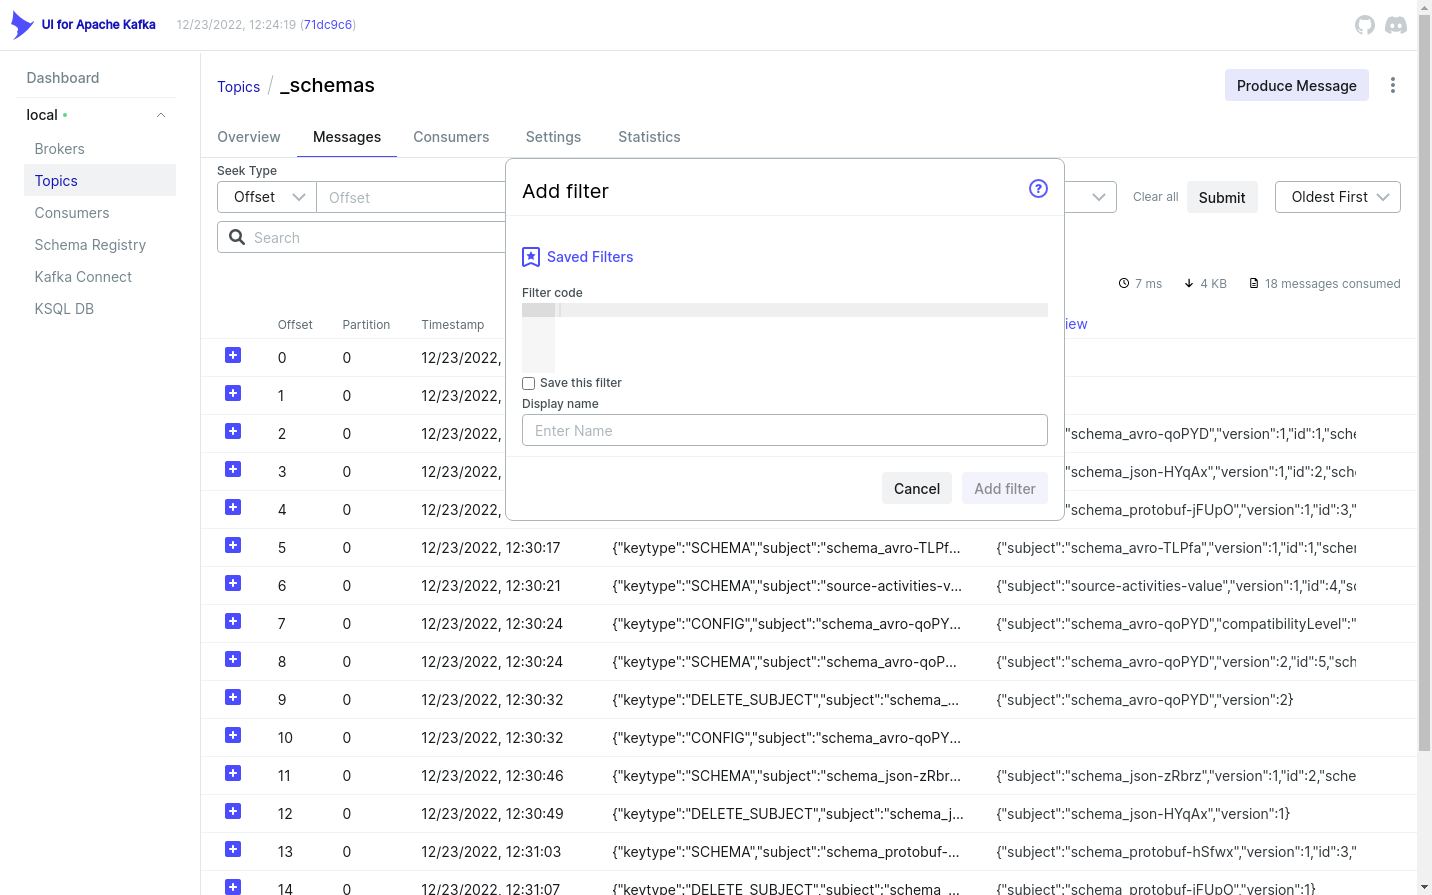 UI for Apache Kafka 12/23/2022, 12:24:19 (71dc9c6)
Dashboard
local
Brokers
Topics
Consumers
Schema Registry
Kafka Connect
KSQL DB
Topics / _schemas
Produce Message
Overview Messages Consumers Settings Statistics
Seek Type
Offset Offset
Clear all Submit Oldest First
Search
7 ms 4 KB 18 messages consumed
Add filter
Saved Filters
Filter code
Save this filter
Display name
Enter Name
Cancel Add filter
Offset Partition Timestamp iew
0 0 12/23/2022,
1 0 12/23/2022,
2 0 12/23/2022, "schema_avro-qoPYD","version":1,"id":1,"sche
3 0 12/23/2022, "schema_json-HYqAx","version":1,"id":2,"sch
4 0 12/23/2022, "schema_protobuf-jFUpO","version":1,"id":3,"
5 0 12/23/2022, 12:30:17 {"keytype":"SCHEMA","subject":"schema_avro-TLPf... {"subject":"schema_avro-TLPfa","version":1,"id":1,"scher
6 0 12/23/2022, 12:30:21 {"keytype":"SCHEMA","subject":"source-activities-v... {"subject":"source-activities-value","version":1,"id":4,"sc
7 0 12/23/2022, 12:30:24 {"keytype":"CONFIG","subject":"schema_avro-qoPY... {"subject":"schema_avro-qoPYD","compatibilityLevel":"
8 0 12/23/2022, 12:30:24 {"keytype":"SCHEMA","subject":"schema_avro-qoP... {"subject":"schema_avro-qoPYD","version":2,"id":5,"sch
9 0 12/23/2022, 12:30:32 {"keytype":"DELETE_SUBJECT","subject":"schema_... {"subject":"schema_avro-qoPYD","version":2}
10 0 12/23/2022, 12:30:32 {"keytype":"CONFIG","subject":"schema_avro-qoPY...
11 0 12/23/2022, 12:30:46 {"keytype":"SCHEMA","subject":"schema_json-zRbr... {"subject":"schema_json-zRbrz","version":1,"id":2,"sche
12 0 12/23/2022, 12:30:49 {"keytype":"DELETE_SUBJECT","subject":"schema_j... {"subject":"schema_json-HYqAx","version":1}
13 0 12/23/2022, 12:31:03 {"keytype":"SCHEMA","subject":"schema_protobuf-... {"subject":"schema_protobuf-hSfwx","version":1,"id":3,"
14 0 12/23/2022, 12:31:07 {"keytype":"DELETE_SUBJECT","subject":"schema_... {"subject":"schema_protobuf-jFUpO","version":1}